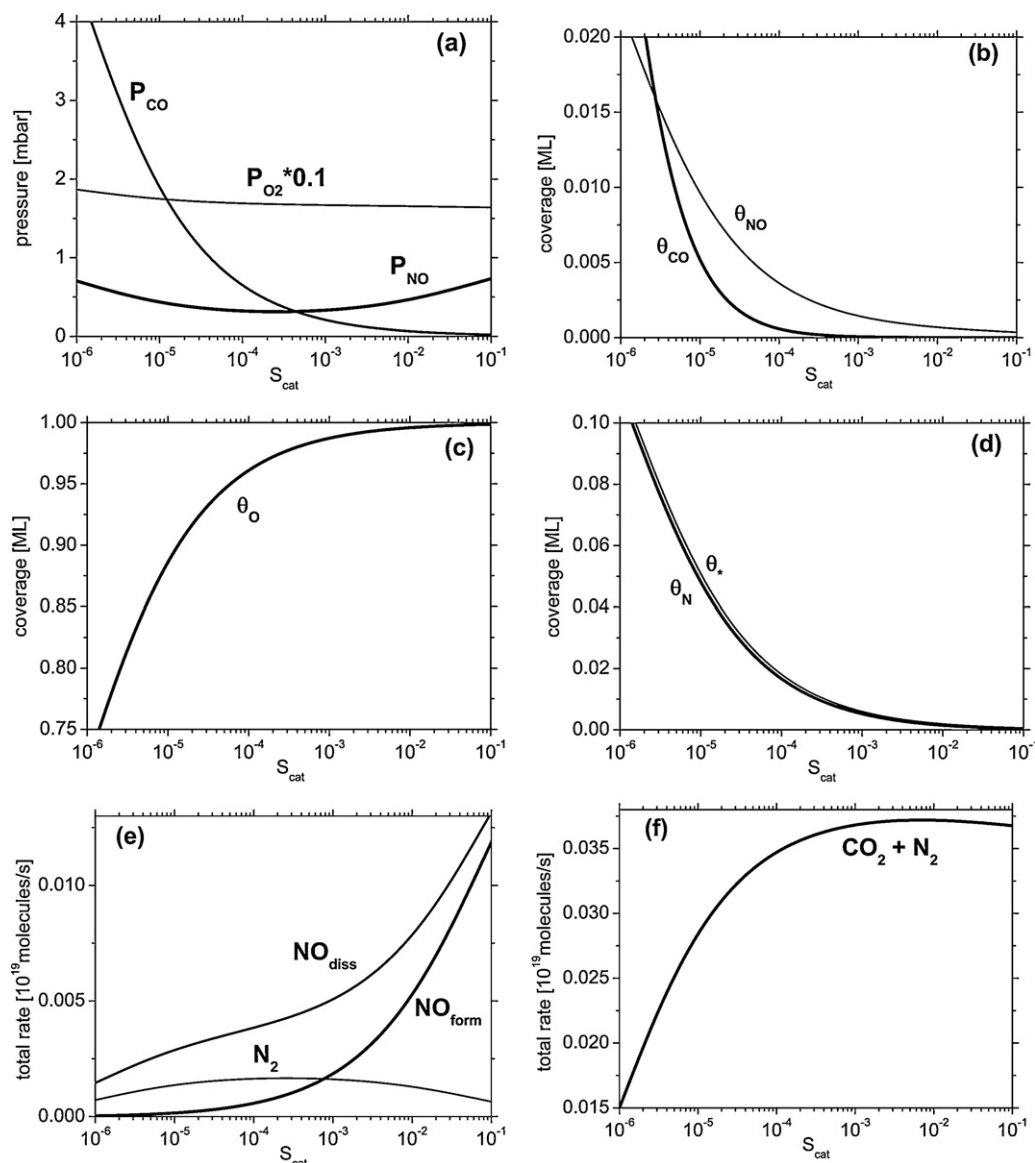 (a)
pressure [mbar]
4
3
2
1
0
P_CO
P_O2*0.1
P_NO
10^-6 10^-5 10^-4 10^-3 10^-2 10^-1
S_cat
(b)
coverage [ML]
0.020
0.015
0.010
0.005
0.000
θ_NO
θ_CO
10^-6 10^-5 10^-4 10^-3 10^-2 10^-1
S_cat
(c)
coverage [ML]
1.00
0.95
0.90
0.85
0.80
0.75
θ_O
10^-6 10^-5 10^-4 10^-3 10^-2 10^-1
S_cat
(d)
coverage [ML]
0.10
0.08
0.06
0.04
0.02
0.00
θ_*
θ_N
10^-6 10^-5 10^-4 10^-3 10^-2 10^-1
S_cat
(e)
total rate [10^19 molecules/s]
0.010
0.005
0.000
NO_diss
NO_form
N_2
10^-6 10^-5 10^-4 10^-3 10^-2 10^-1
S_cat
(f)
total rate [10^19 molecules/s]
0.035
0.030
0.025
0.020
0.015
CO_2 + N_2
10^-6 10^-5 10^-4 10^-3 10^-2 10^-1
S_cat